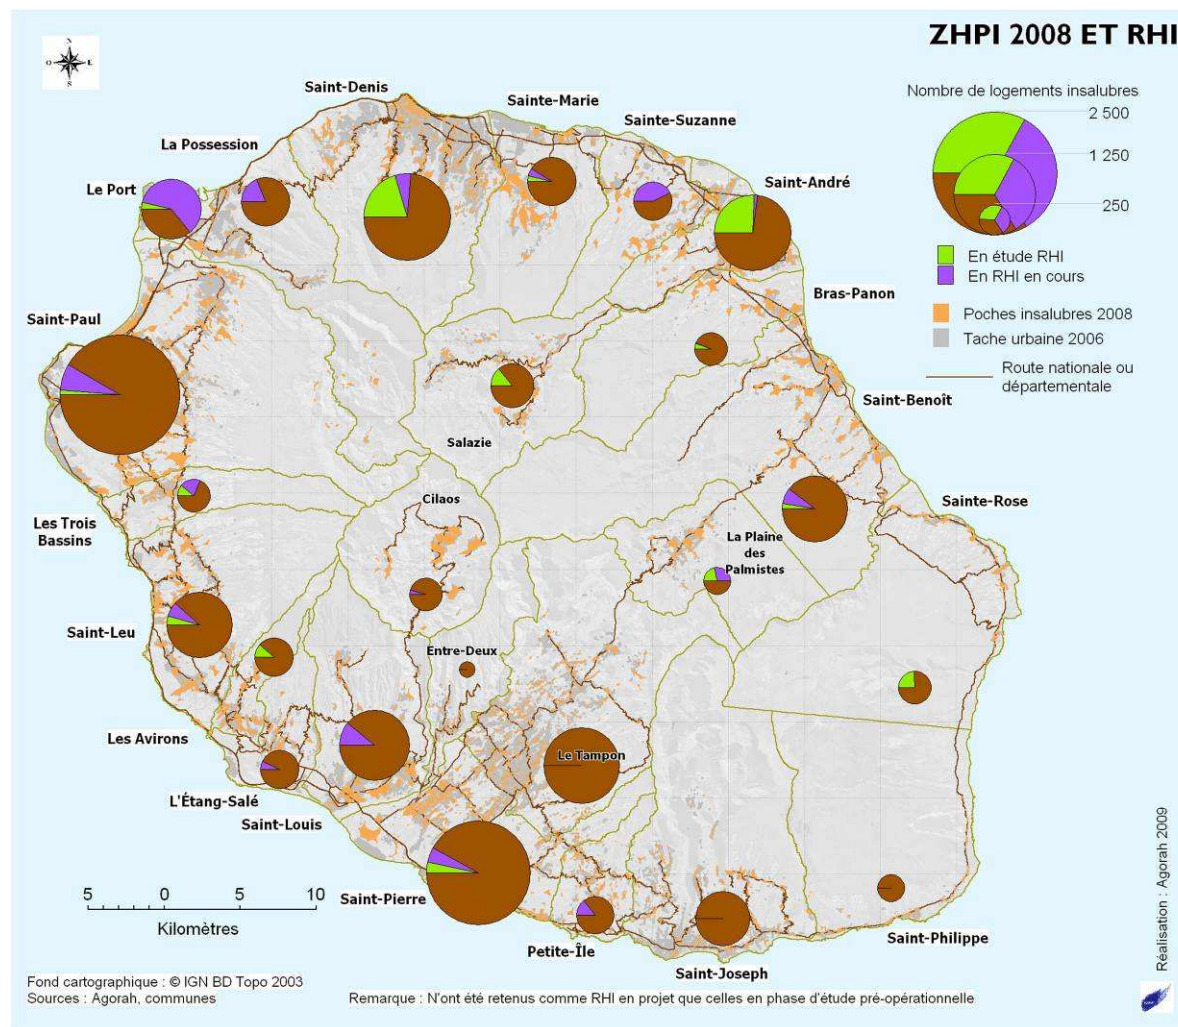 ZHPI 2008 ET RHI
N
O
E
S
Nombre de logements insalubres
2 500
1 250
250
En étude RHI
En RHI en cours
Poches insalubres 2008
Tache urbaine 2006
Route nationale ou
départementale
Saint-Denis
Sainte-Marie
Sainte-Suzanne
La Possession
Le Port
Saint-André
Bras-Panon
Saint-Paul
Saint-Benoît
Salazie
Cilaos
Sainte-Rose
Les Trois
Bassins
La Plaine
des
Palmistes
Saint-Leu
Entre-Deux
Les Avirons
Le Tampon
L'Étang-Salé
Saint-Louis
Saint-Pierre
Petite-Île
Saint-Joseph
Saint-Philippe
5 0 5 10
Kilomètres
Réalisation : Agorah 2009
Fond cartographique : © IGN BD Topo 2003
Sources : Agorah, communes
Remarque : N'ont été retenus comme RHI en projet que celles en phase d'étude pré-opérationnelle